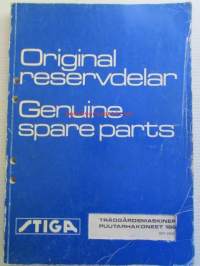 Original
reservdelar
Genuine
spare parts
STIGA
TRÄDGÅRDSMASKINER
PUUTARHAKONEET